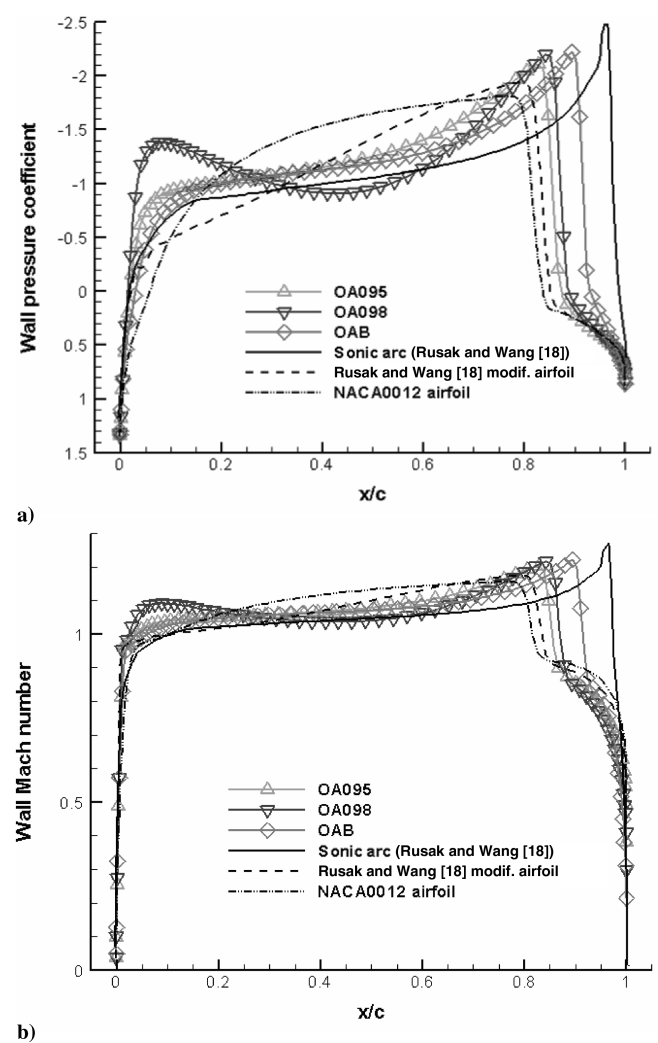 -2.5
-2
-1.5
-1
-0.5
0
0.5
1
1.5
Wall pressure coefficient
OA095
OA098
OAB
Sonic arc (Rusak and Wang [18])
Rusak and Wang [18] modif. airfoil
NACA0012 airfoil
0 0.2 0.4 0.6 0.8 1
x/c
a)
1
0.5
0
Wall Mach number
OA095
OA098
OAB
Sonic arc (Rusak and Wang [18])
Rusak and Wang [18] modif. airfoil
NACA0012 airfoil
0 0.2 0.4 0.6 0.8 1
x/c
b)